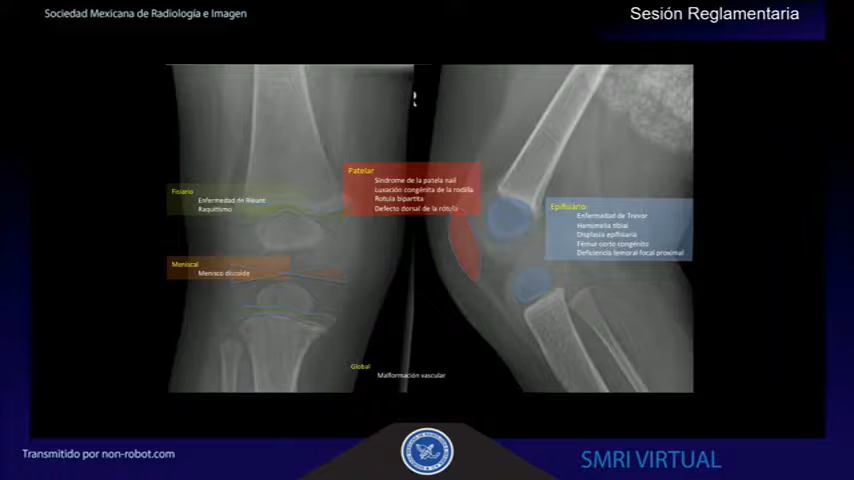 Sociedad Mexicana de Radiología e Imagen
Sesión Reglamentaria
R
Patelar
Síndrome de la patela nail
Luxación congénita de la rodilla
Rotula bipartita
Defecto dorsal de la rótula
Fisiario
Enfermedad de Blount
Raquitismo
Epifisiario
Enfermedad de Trevor
Hemimelia tibial
Displasia epifisiaria
Fémur corto congénito
Deficiencia femoral focal proximal
Meniscal
Menisco discoide
Global
Malformación vascular
Transmitido por non-robot.com
SMRI VIRTUAL